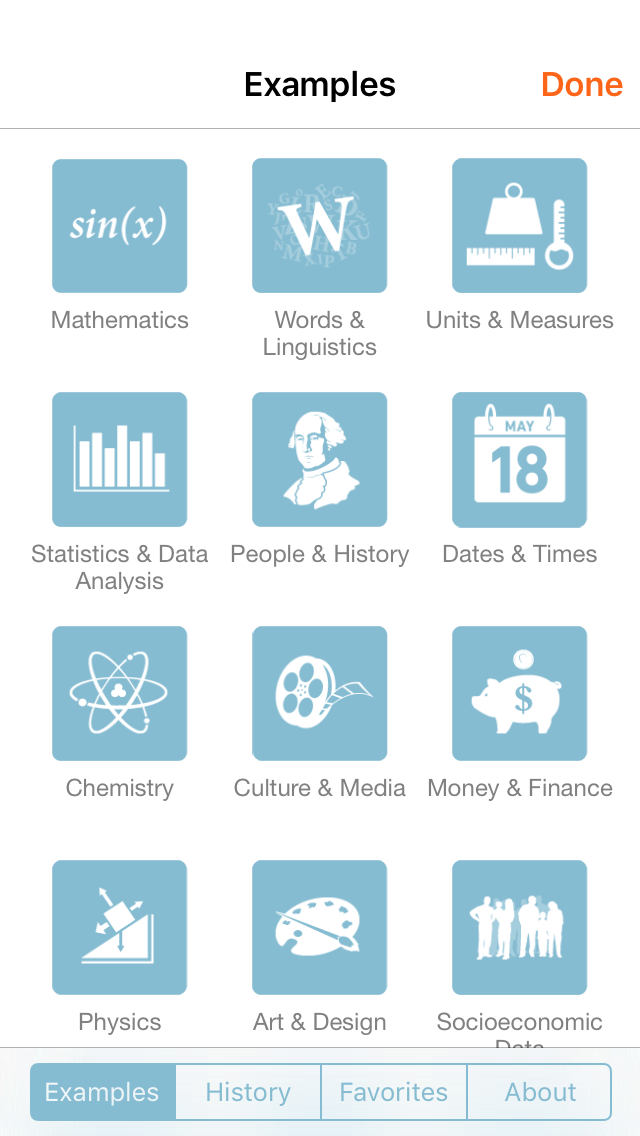 Examples
Done
sin(x)
W
Mathematics
Words &
Linguistics
Units & Measures
MAY
18
Statistics & Data
Analysis
People & History
Dates & Times
$
Chemistry
Culture & Media
Money & Finance
Physics
Art & Design
Socioeconomic
Data
Examples
History
Favorites
About